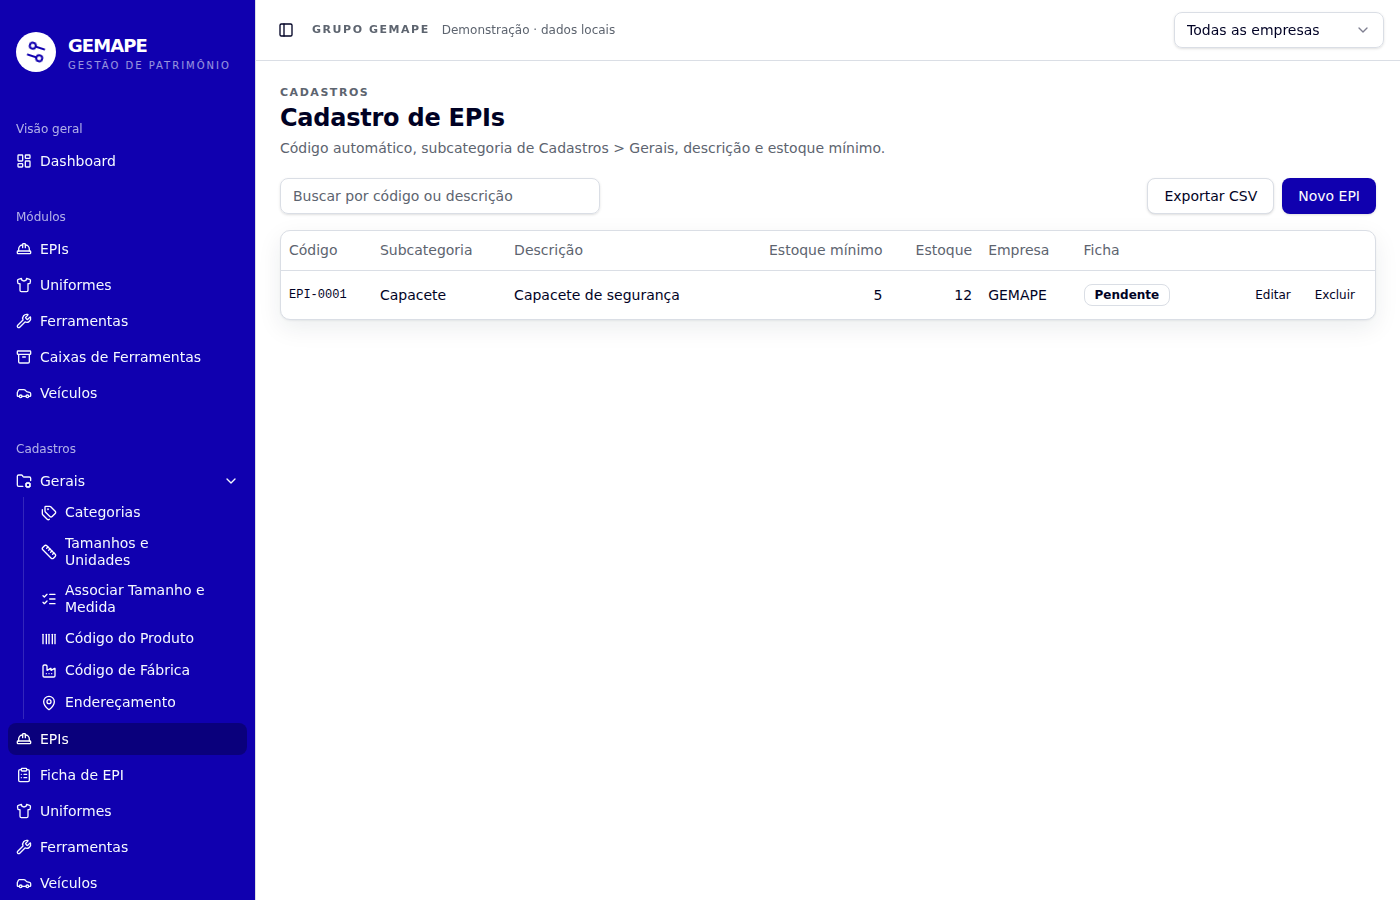 GEMAPE
GESTÃO DE PATRIMÔNIO
Visão geral
Dashboard
Módulos
EPIs
Uniformes
Ferramentas
Caixas de Ferramentas
Veículos
Cadastros
Gerais
Categorias
Tamanhos e
Unidades
Associar Tamanho e
Medida
Código do Produto
Código de Fábrica
Endereçamento
EPIs
Ficha de EPI
Uniformes
Ferramentas
Veículos
GRUPO GEMAPE Demonstração · dados locais
Todas as empresas
CADASTROS
Cadastro de EPIs
Código automático, subcategoria de Cadastros > Gerais, descrição e estoque mínimo.
Buscar por código ou descrição
Exportar CSV
Novo EPI
Código Subcategoria Descrição Estoque mínimo Estoque Empresa Ficha
EPI-0001 Capacete Capacete de segurança 5 12 GEMAPE Pendente Editar Excluir